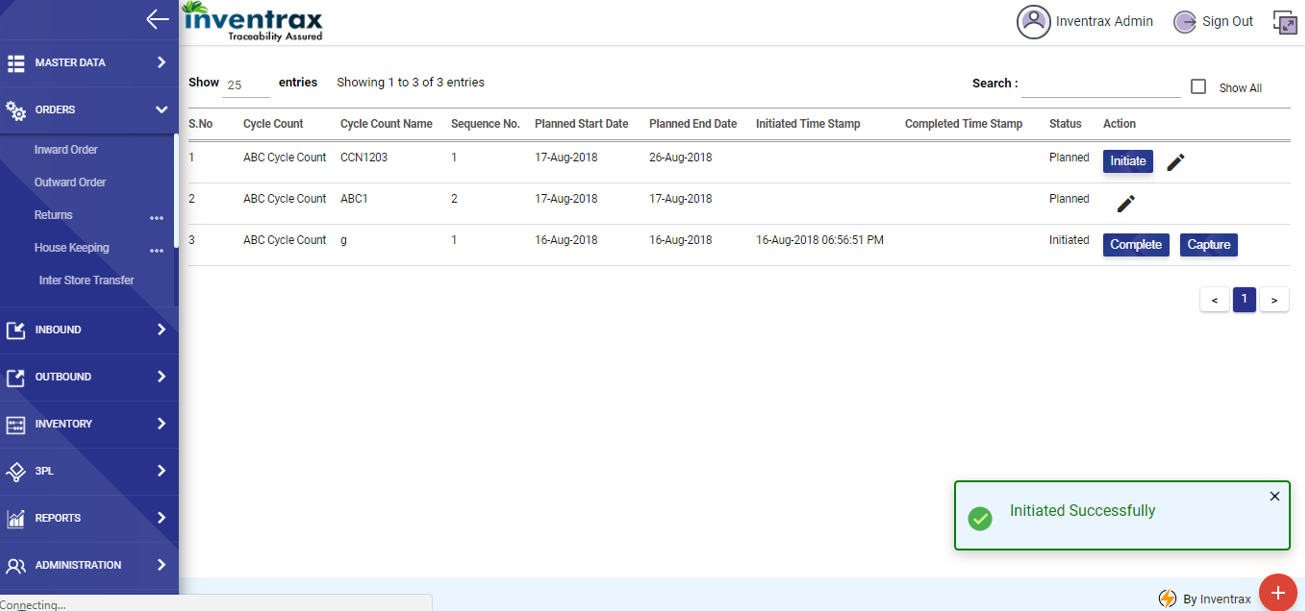 inventrax
Traceability Assured
Inventrax Admin
Sign Out
MASTER DATA
ORDERS
Inward Order
Outward Order
Returns
House Keeping
Inter Store Transfer
INBOUND
OUTBOUND
INVENTORY
3PL
REPORTS
ADMINISTRATION
Show 25 entries Showing 1 to 3 of 3 entries
Search : Show All
S.No Cycle Count Cycle Count Name Sequence No. Planned Start Date Planned End Date Initiated Time Stamp Completed Time Stamp Status Action
1 ABC Cycle Count CCN1203 1 17-Aug-2018 26-Aug-2018 Planned Initiate
2 ABC Cycle Count ABC1 2 17-Aug-2018 17-Aug-2018 Planned
3 ABC Cycle Count g 1 16-Aug-2018 16-Aug-2018 16-Aug-2018 06:56:51 PM Initiated Complete Capture
< 1 >
Initiated Successfully
By Inventrax
Connecting...